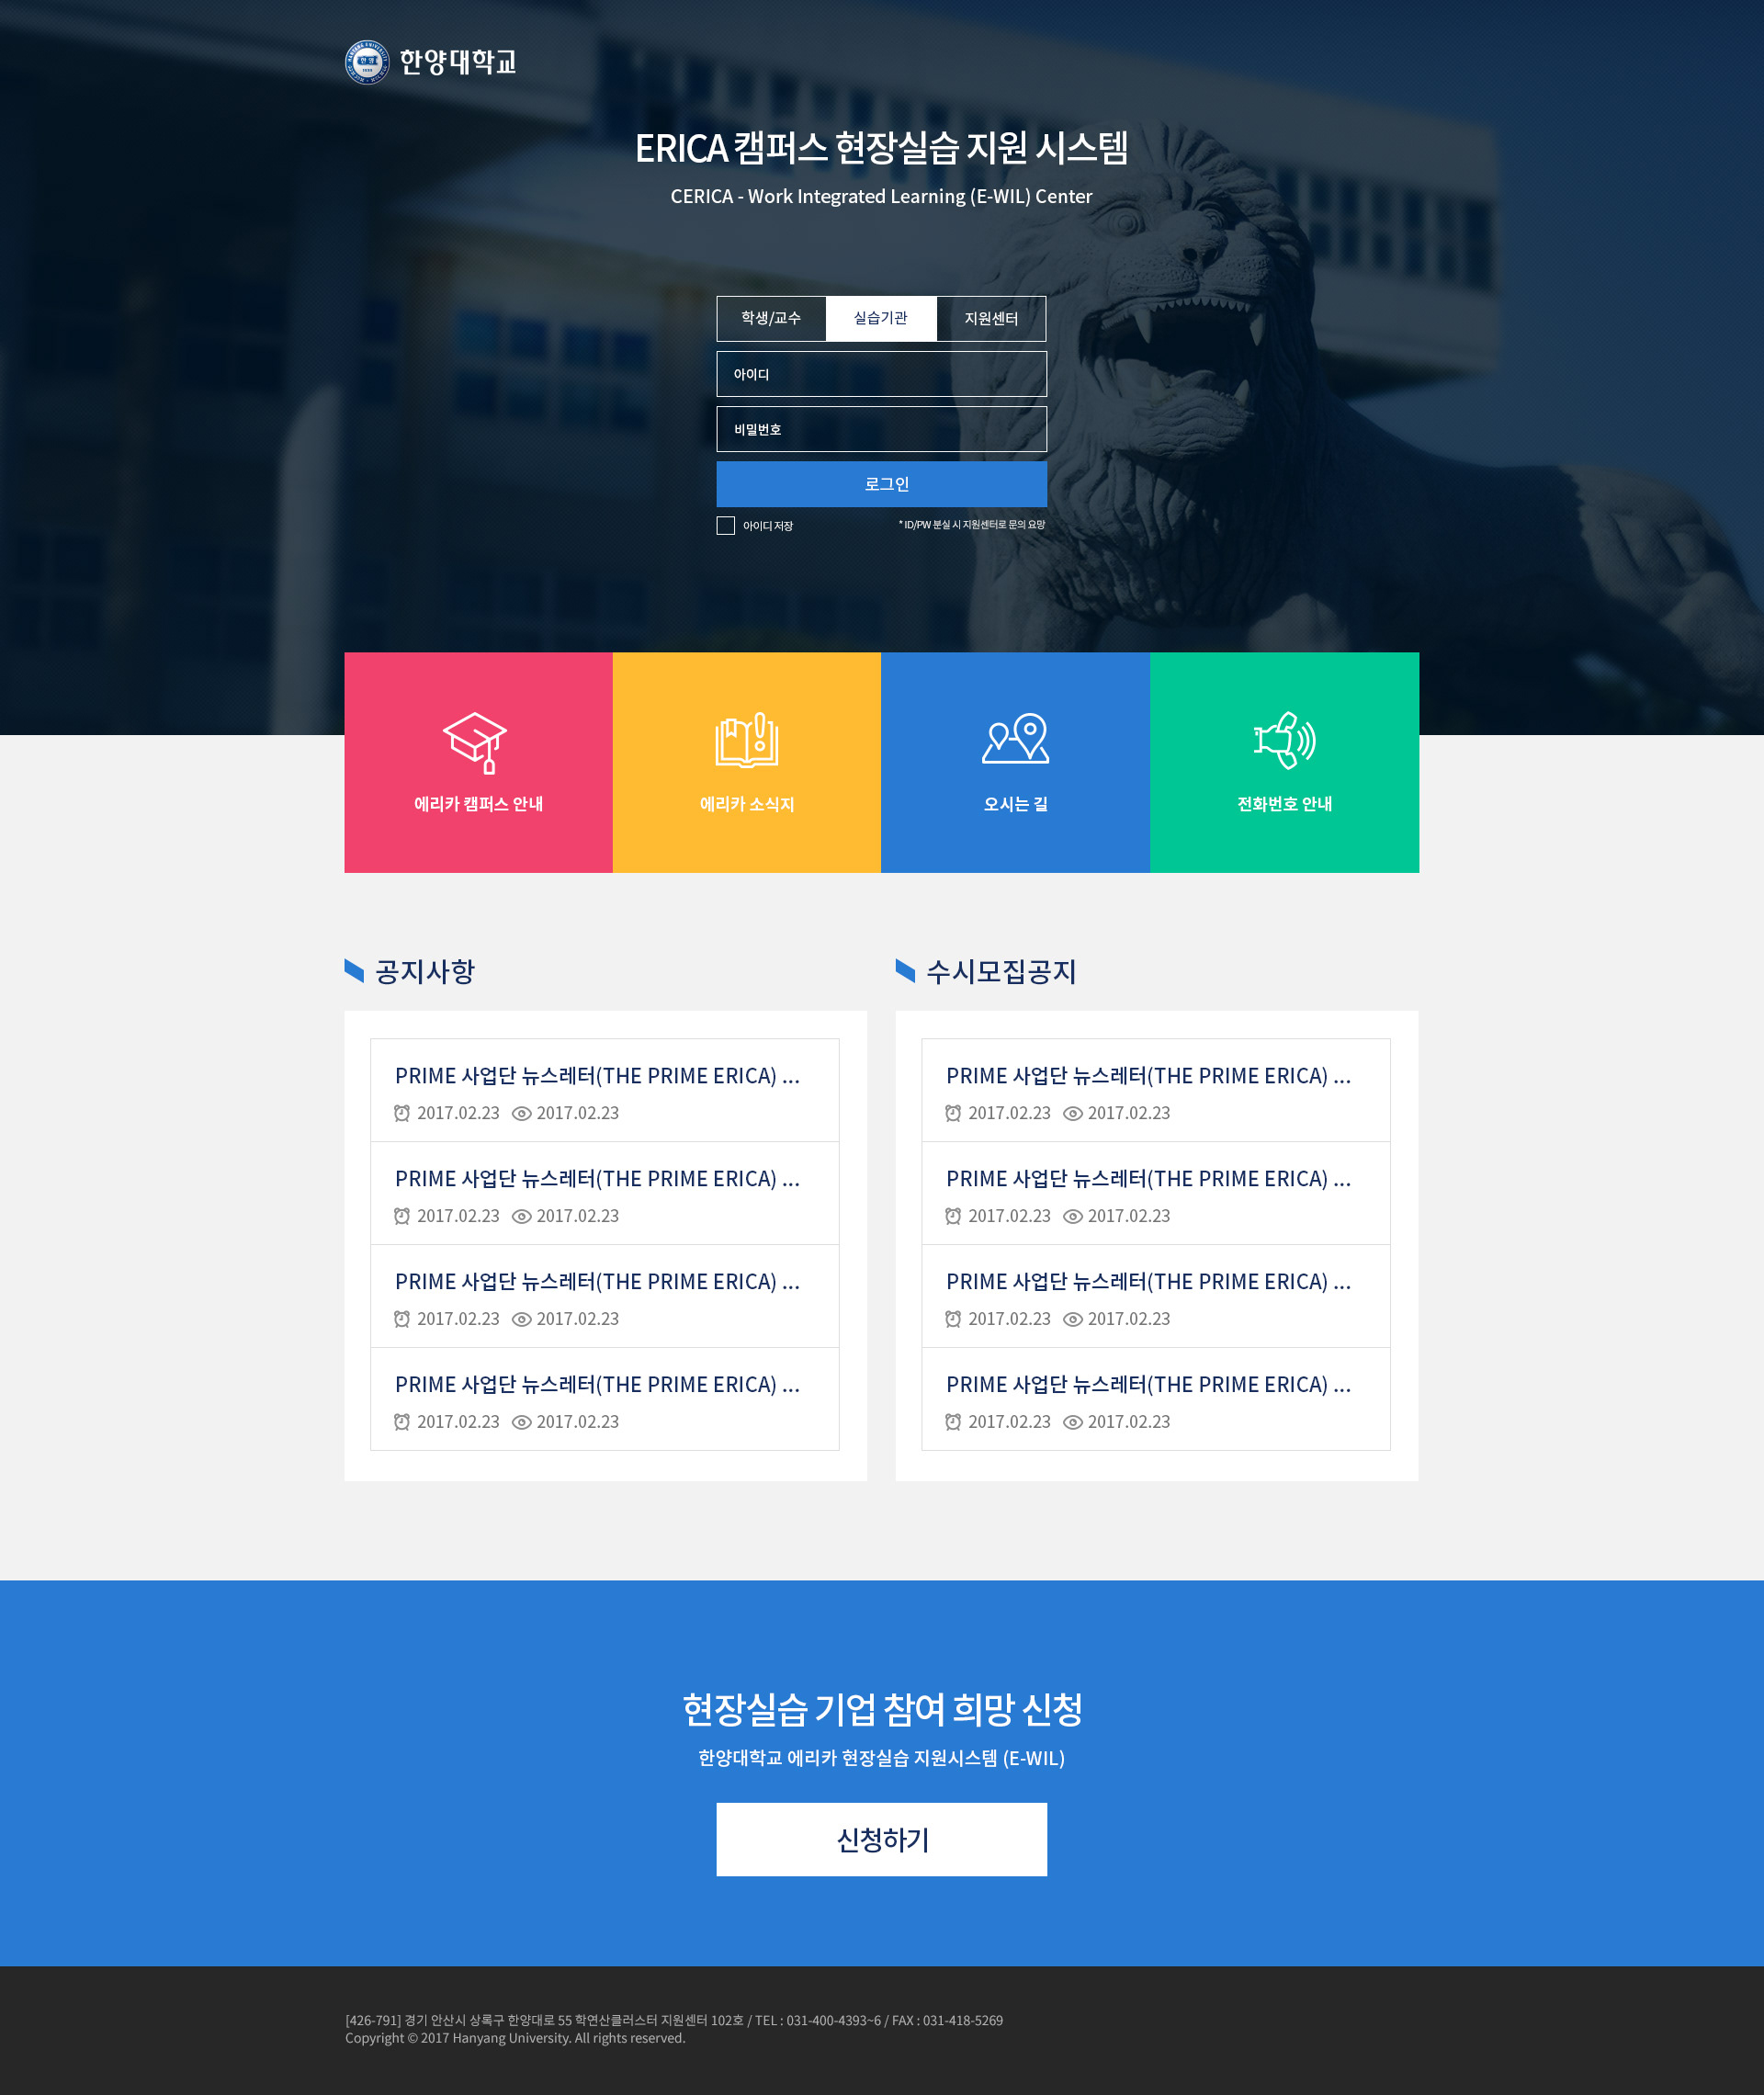 한양대학교
ERICA 캠퍼스 현장실습 지원 시스템
CERICA - Work Integrated Learning (E-WIL) Center
학생/교수 실습기관 지원센터
아이디
비밀번호
로그인
아이디 저장 * ID/PW 분실 시 지원센터로 문의 요망
에리카 캠퍼스 안내 에리카 소식지 오시는 길 전화번호 안내
공지사항
PRIME 사업단 뉴스레터(THE PRIME ERICA) ...
2017.02.23 2017.02.23
PRIME 사업단 뉴스레터(THE PRIME ERICA) ...
2017.02.23 2017.02.23
PRIME 사업단 뉴스레터(THE PRIME ERICA) ...
2017.02.23 2017.02.23
PRIME 사업단 뉴스레터(THE PRIME ERICA) ...
2017.02.23 2017.02.23
수시모집공지
PRIME 사업단 뉴스레터(THE PRIME ERICA) ...
2017.02.23 2017.02.23
PRIME 사업단 뉴스레터(THE PRIME ERICA) ...
2017.02.23 2017.02.23
PRIME 사업단 뉴스레터(THE PRIME ERICA) ...
2017.02.23 2017.02.23
PRIME 사업단 뉴스레터(THE PRIME ERICA) ...
2017.02.23 2017.02.23
현장실습 기업 참여 희망 신청
한양대학교 에리카 현장실습 지원시스템 (E-WIL)
신청하기
[426-791] 경기 안산시 상록구 한양대로 55 학연산클러스터 지원센터 102호 / TEL : 031-400-4393~6 / FAX : 031-418-5269
Copyright © 2017 Hanyang University. All rights reserved.